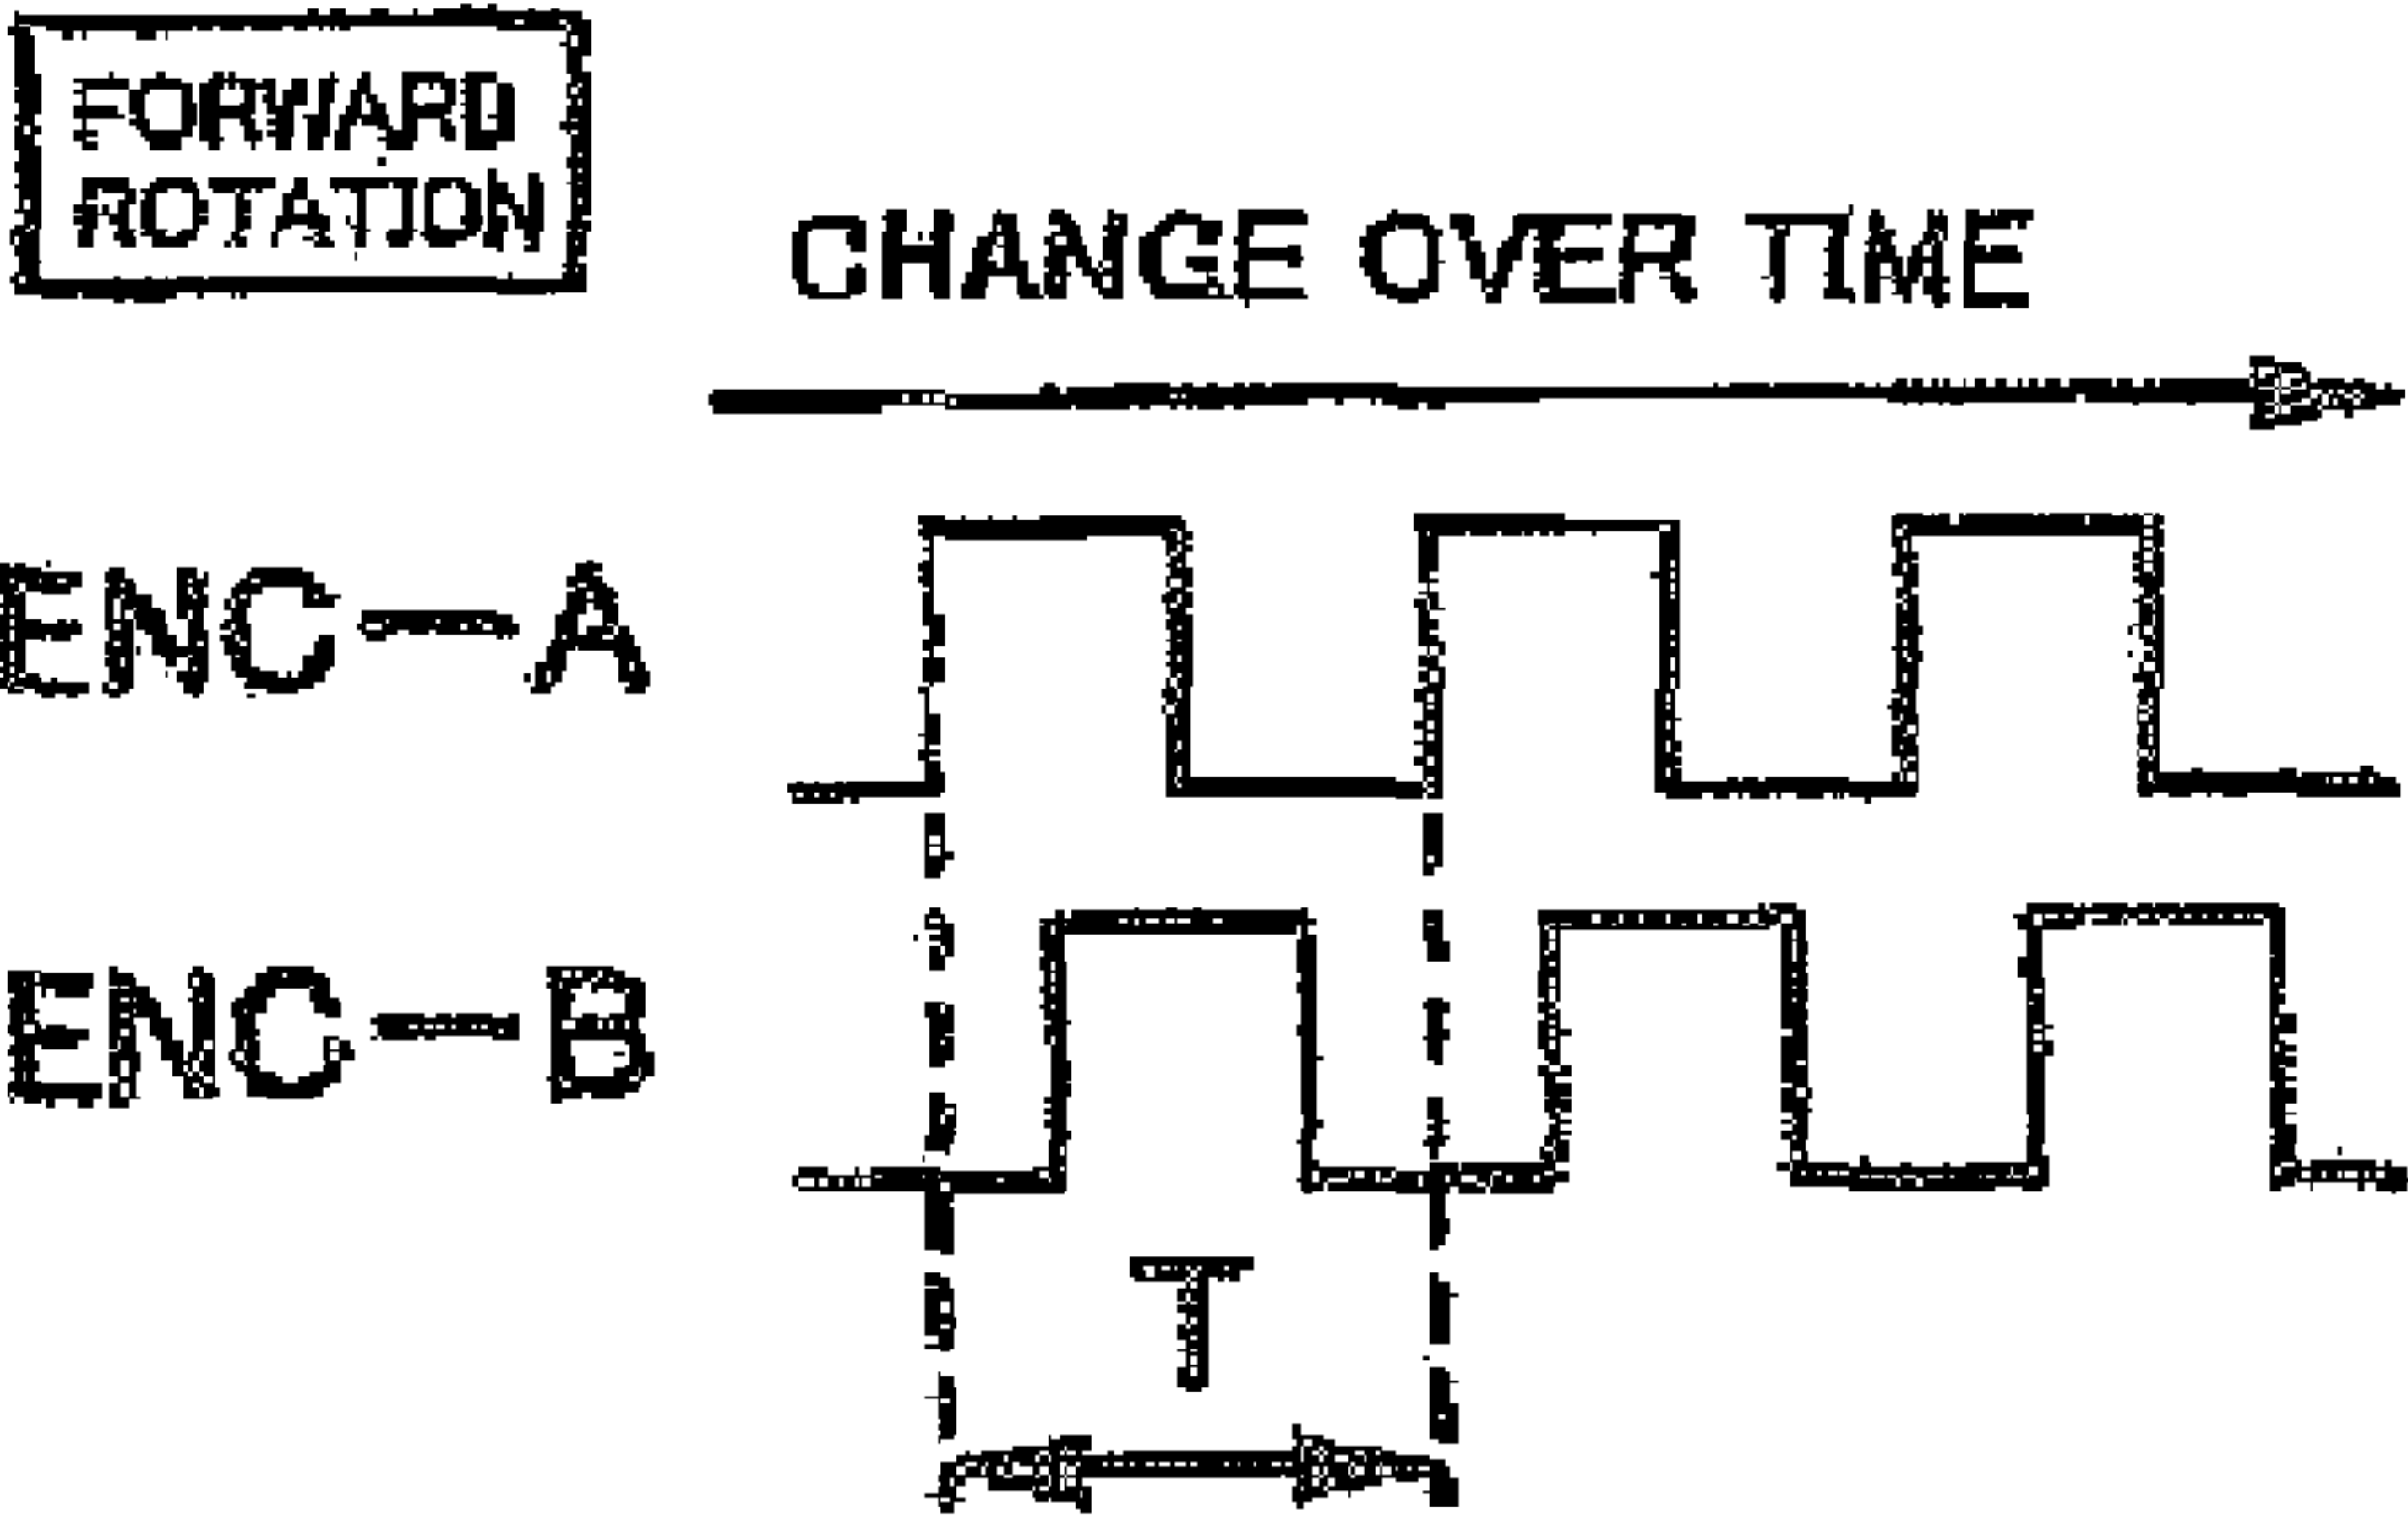 FORWARD
ROTATION
CHANGE OVER TIME
ENC-A
ENC-B
T